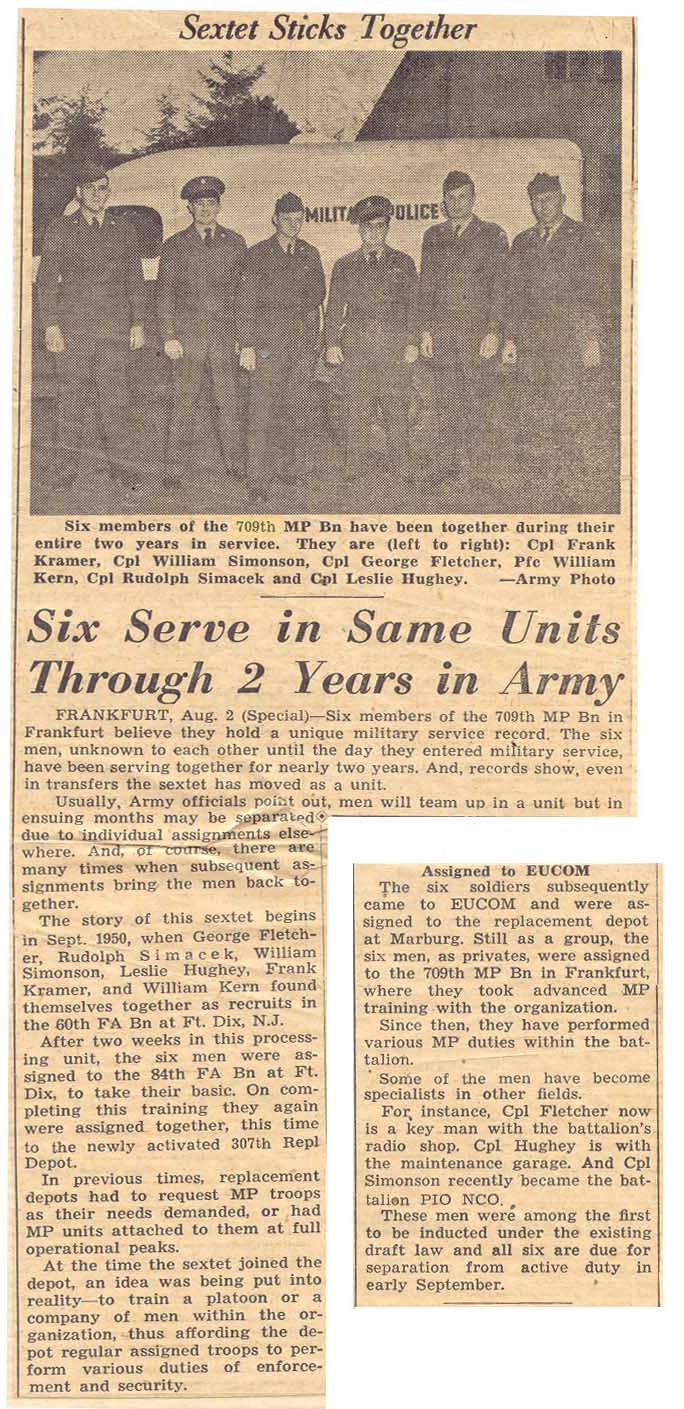 Sextet Sticks Together
MILITA POLICE
Six members of the 709th MP Bn have been together during their
entire two years in service. They are (left to right): Cpl Frank
Kramer, Cpl William Simonson, Cpl George Fletcher, Pfc William
Kern, Cpl Rudolph Simacek and Cpl Leslie Hughey. —Army Photo
Six Serve in Same Units
Through 2 Years in Army
FRANKFURT, Aug. 2 (Special)—Six members of the 709th MP Bn in
Frankfurt believe they hold a unique military service record. The six
men, unknown to each other until the day they entered military service,
have been serving together for nearly two years. And, records show, even
in transfers the sextet has moved as a unit.
Usually, Army officials point out, men will team up in a unit but in
ensuing months may be separated
due to individual assignments else-
where. And, of course, there are
many times when subsequent as-
signments bring the men back to-
gether.
The story of this sextet begins
in Sept. 1950, when George Fletch-
er, Rudolph Simacek, William
Simonson, Leslie Hughey, Frank
Kramer, and William Kern found
themselves together as recruits in
the 60th FA Bn at Ft. Dix, N.J.
After two weeks in this process-
ing unit, the six men were as-
signed to the 84th FA Bn at Ft.
Dix, to take their basic. On com-
pleting this training they again
were assigned together, this time
to the newly activated 307th Repl
Depot.
In previous times, replacement
depots had to request MP troops
as their needs demanded, or had
MP units attached to them at full
operational peaks.
At the time the sextet joined the
depot, an idea was being put into
reality—to train a platoon or a
company of men within the or-
ganization, thus affording the de-
pot regular assigned troops to per-
form various duties of enforce-
ment and security.
Assigned to EUCOM
The six soldiers subsequently
came to EUCOM and were as-
signed to the replacement depot
at Marburg. Still as a group, the
six men, as privates, were assigned
to the 709th MP Bn in Frankfurt,
where they took advanced MP
training with the organization.
Since then, they have performed
various MP duties within the bat-
talion.
Some of the men have become
specialists in other fields.
For instance, Cpl Fletcher now
is a key man with the battalion's
radio shop. Cpl Hughey is with
the maintenance garage. And Cpl
Simonson recently became the bat-
talion PIO NCO.
These men were among the first
to be inducted under the existing
draft law and all six are due for
separation from active duty in
early September.